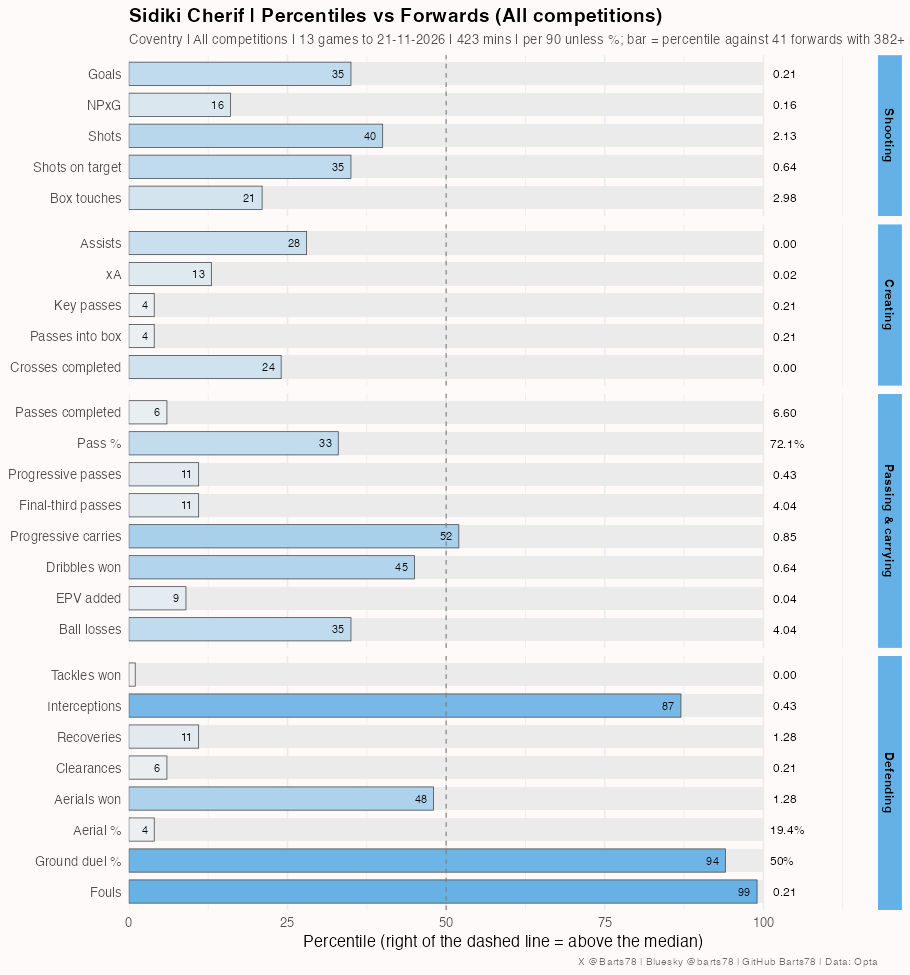 Sidiki Cherif | Percentiles vs Forwards (All competitions)
Coventry | All competitions | 13 games to 21-11-2026 | 423 mins | per 90 unless %; bar = percentile against 41 forwards with 382+
Shooting
Goals 35 0.21
NPxG 16 0.16
Shots 40 2.13
Shots on target 35 0.64
Box touches 21 2.98
Creating
Assists 28 0.00
xA 13 0.02
Key passes 4 0.21
Passes into box 4 0.21
Crosses completed 24 0.00
Passing & carrying
Passes completed 6 6.60
Pass % 33 72.1%
Progressive passes 11 0.43
Final-third passes 11 4.04
Progressive carries 52 0.85
Dribbles won 45 0.64
EPV added 9 0.04
Ball losses 35 4.04
Defending
Tackles won 0.00
Interceptions 87 0.43
Recoveries 11 1.28
Clearances 6 0.21
Aerials won 48 1.28
Aerial % 4 19.4%
Ground duel % 94 50%
Fouls 99 0.21
0 25 50 75 100
Percentile (right of the dashed line = above the median)
X @Barts78 | Bluesky @barts78 | GitHub Barts78 | Data: Opta